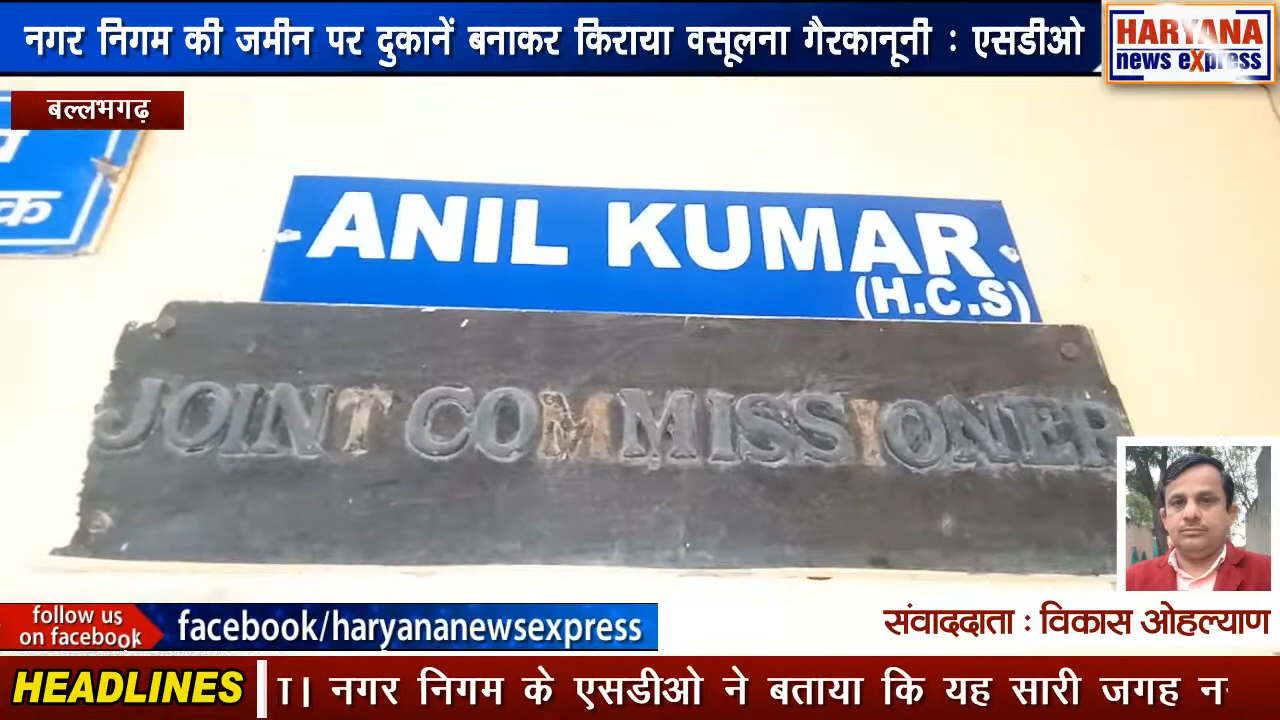 नगर निगम की जमीन पर दुकानें बनाकर किराया वसूलना गैरकानूनी : एसडीओ
HARYANA
news eXpress
बल्लभगढ़
क
ANIL KUMAR
(H.C.S)
JOINT COMMISSIONER
follow us
on facebook
facebook/haryananewsexpress
संवाददाता : विकास ओहल्याण
HEADLINES
ा। नगर निगम के एसडीओ ने बताया कि यह सारी जगह